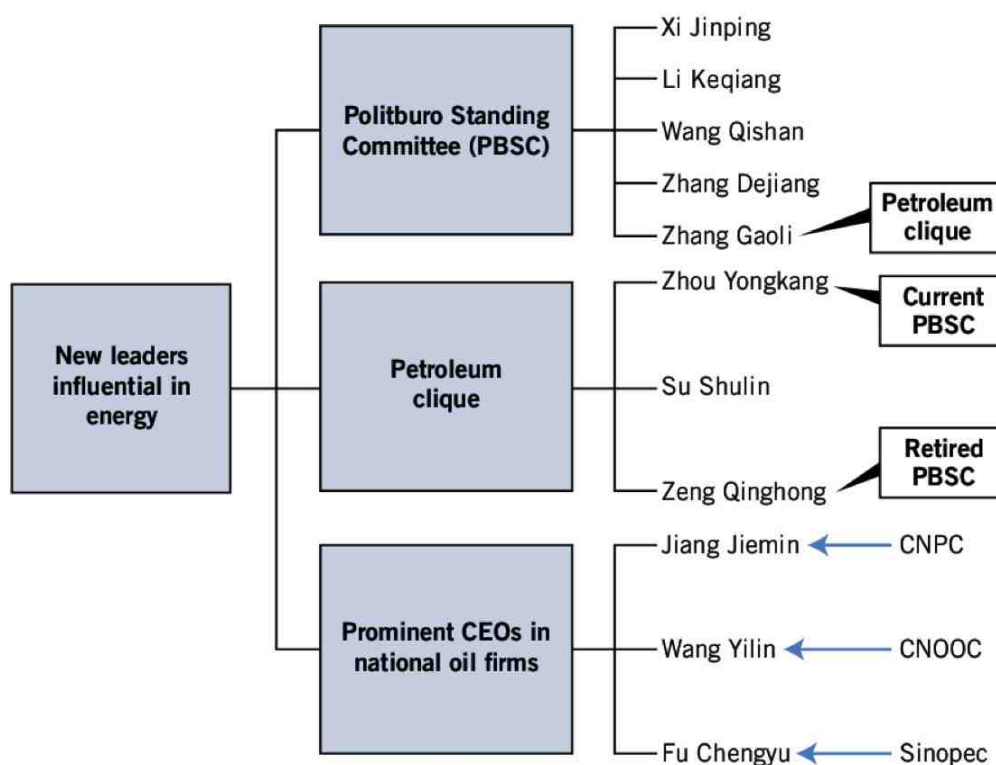 Xi Jinping
Li Keqiang
Politburo Standing
Committee (PBSC)
Wang Qishan
Zhang Dejiang
Zhang Gaoli
Petroleum
clique
New leaders
influential in
energy
Petroleum
clique
Zhou Yongkang
Current
PBSC
Su Shulin
Zeng Qinghong
Retired
PBSC
Prominent CEOs in
national oil firms
Jiang Jiemin
CNPC
Wang Yilin
CNOOC
Fu Chengyu
Sinopec